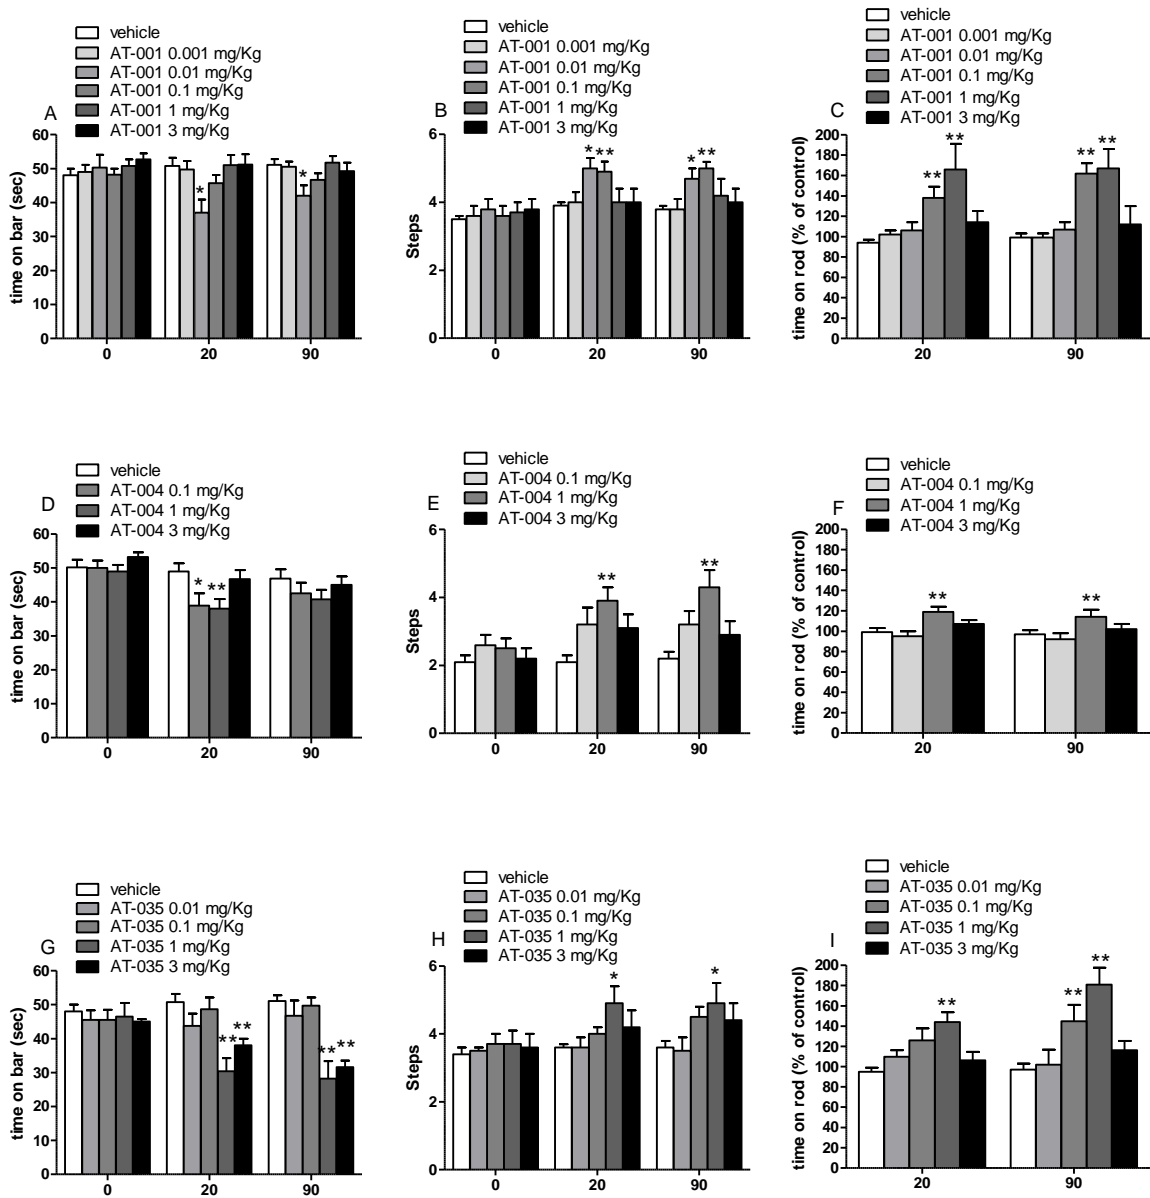 vehicle
AT-001 0.001 mg/Kg
AT-001 0.01 mg/Kg
AT-001 0.1 mg/Kg
AT-001 1 mg/Kg
AT-001 3 mg/Kg
A
60
50
40
30
20
10
0
time on bar (sec)
*
*
0
20
90
vehicle
AT-001 0.001 mg/Kg
AT-001 0.01 mg/Kg
AT-001 0.1 mg/Kg
AT-001 1 mg/Kg
AT-001 3 mg/Kg
B
6
4
2
0
Steps
* **
* **
0
20
90
vehicle
AT-001 0.001 mg/Kg
AT-001 0.01 mg/Kg
AT-001 0.1 mg/Kg
AT-001 1 mg/Kg
AT-001 3 mg/Kg
C
200
180
160
140
120
100
80
60
40
20
0
time on rod (% of control)
** **
** **
20
90
vehicle
AT-004 0.1 mg/Kg
AT-004 1 mg/Kg
AT-004 3 mg/Kg
D
60
50
40
30
20
10
0
time on bar (sec)
* **
0
20
90
vehicle
AT-004 0.1 mg/Kg
AT-004 1 mg/Kg
AT-004 3 mg/Kg
E
6
4
2
0
Steps
**
**
0
20
90
vehicle
AT-004 0.1 mg/Kg
AT-004 1 mg/Kg
AT-004 3 mg/Kg
F
200
180
160
140
120
100
80
60
40
20
0
time on rod (% of control)
**
**
20
90
vehicle
AT-035 0.01 mg/Kg
AT-035 0.1 mg/Kg
AT-035 1 mg/Kg
AT-035 3 mg/Kg
G
60
50
40
30
20
10
0
time on bar (sec)
** **
** **
0
20
90
vehicle
AT-035 0.01 mg/Kg
AT-035 0.1 mg/Kg
AT-035 1 mg/Kg
AT-035 3 mg/Kg
H
6
4
2
0
Steps
*
*
0
20
90
vehicle
AT-035 0.01 mg/Kg
AT-035 0.1 mg/Kg
AT-035 1 mg/Kg
AT-035 3 mg/Kg
I
200
180
160
140
120
100
80
60
40
20
0
time on rod (% of control)
**
** **
20
90